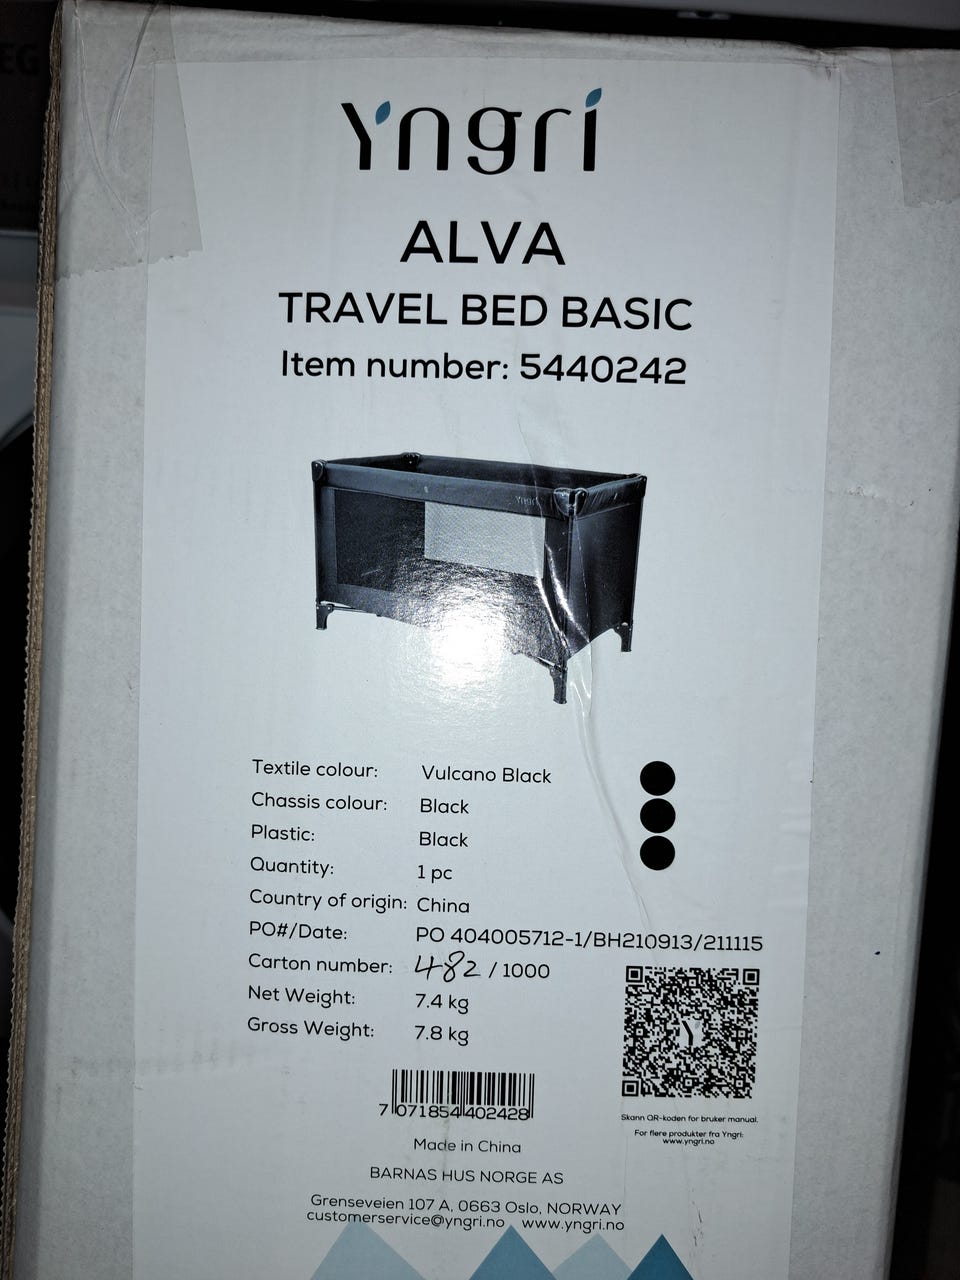 Yngri
ALVA
TRAVEL BED BASIC
Item number: 5440242
Textile colour: Vulcano Black
Chassis colour: Black
Plastic: Black
Quantity: 1 pc
Country of origin: China
PO#/Date: PO 404005712-1/BH210913/211115
Carton number: 482 / 1000
Net Weight: 7.4 kg
Gross Weight: 7.8 kg
7 071854 402428
Skann QR-koden for bruker manual.
For flere produkter fra Yngri:
www.yngri.no
Made in China
BARNAS HUS NORGE AS
Grenseveien 107 A, 0663 Oslo, NORWAY
customerservice@yngri.no www.yngri.no